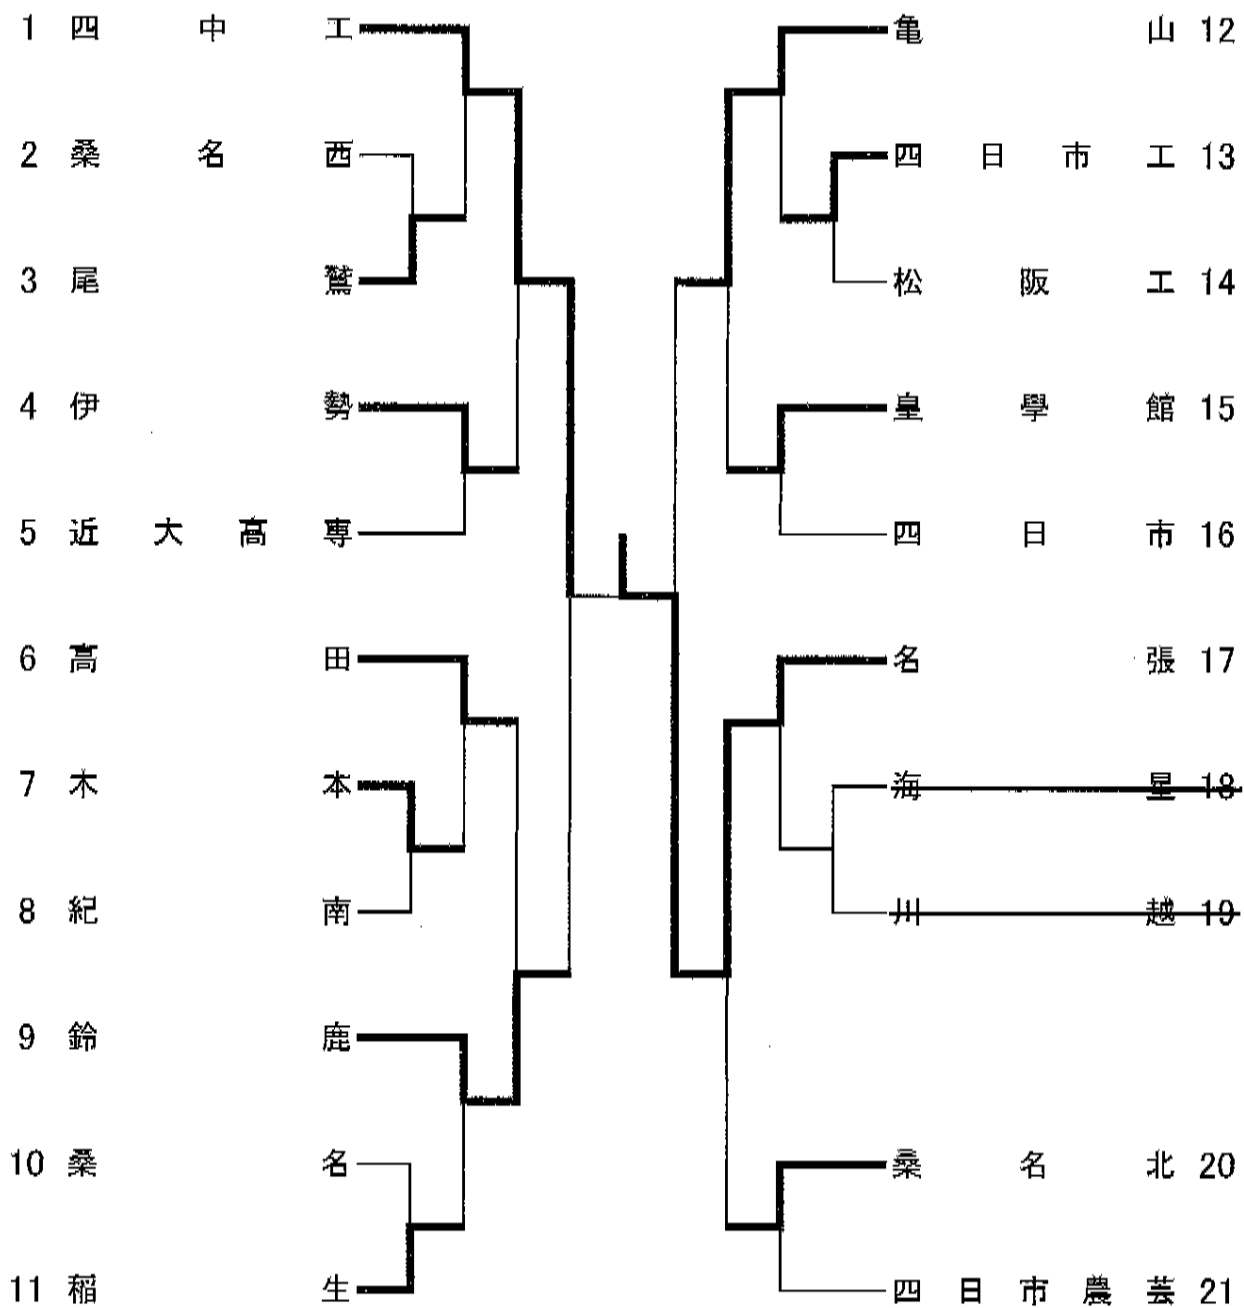 1 四中工
2 桑名西
3 尾鷲
4 伊勢
5 近大高専
6 高田
7 木本
8 紀南
9 鈴鹿
10 桑名
11 稲生
亀山 12
四日市工 13
松阪工 14
皇學館 15
四日市 16
名張 17
海星 18
川越 19
桑名北 20
四日市農芸 21